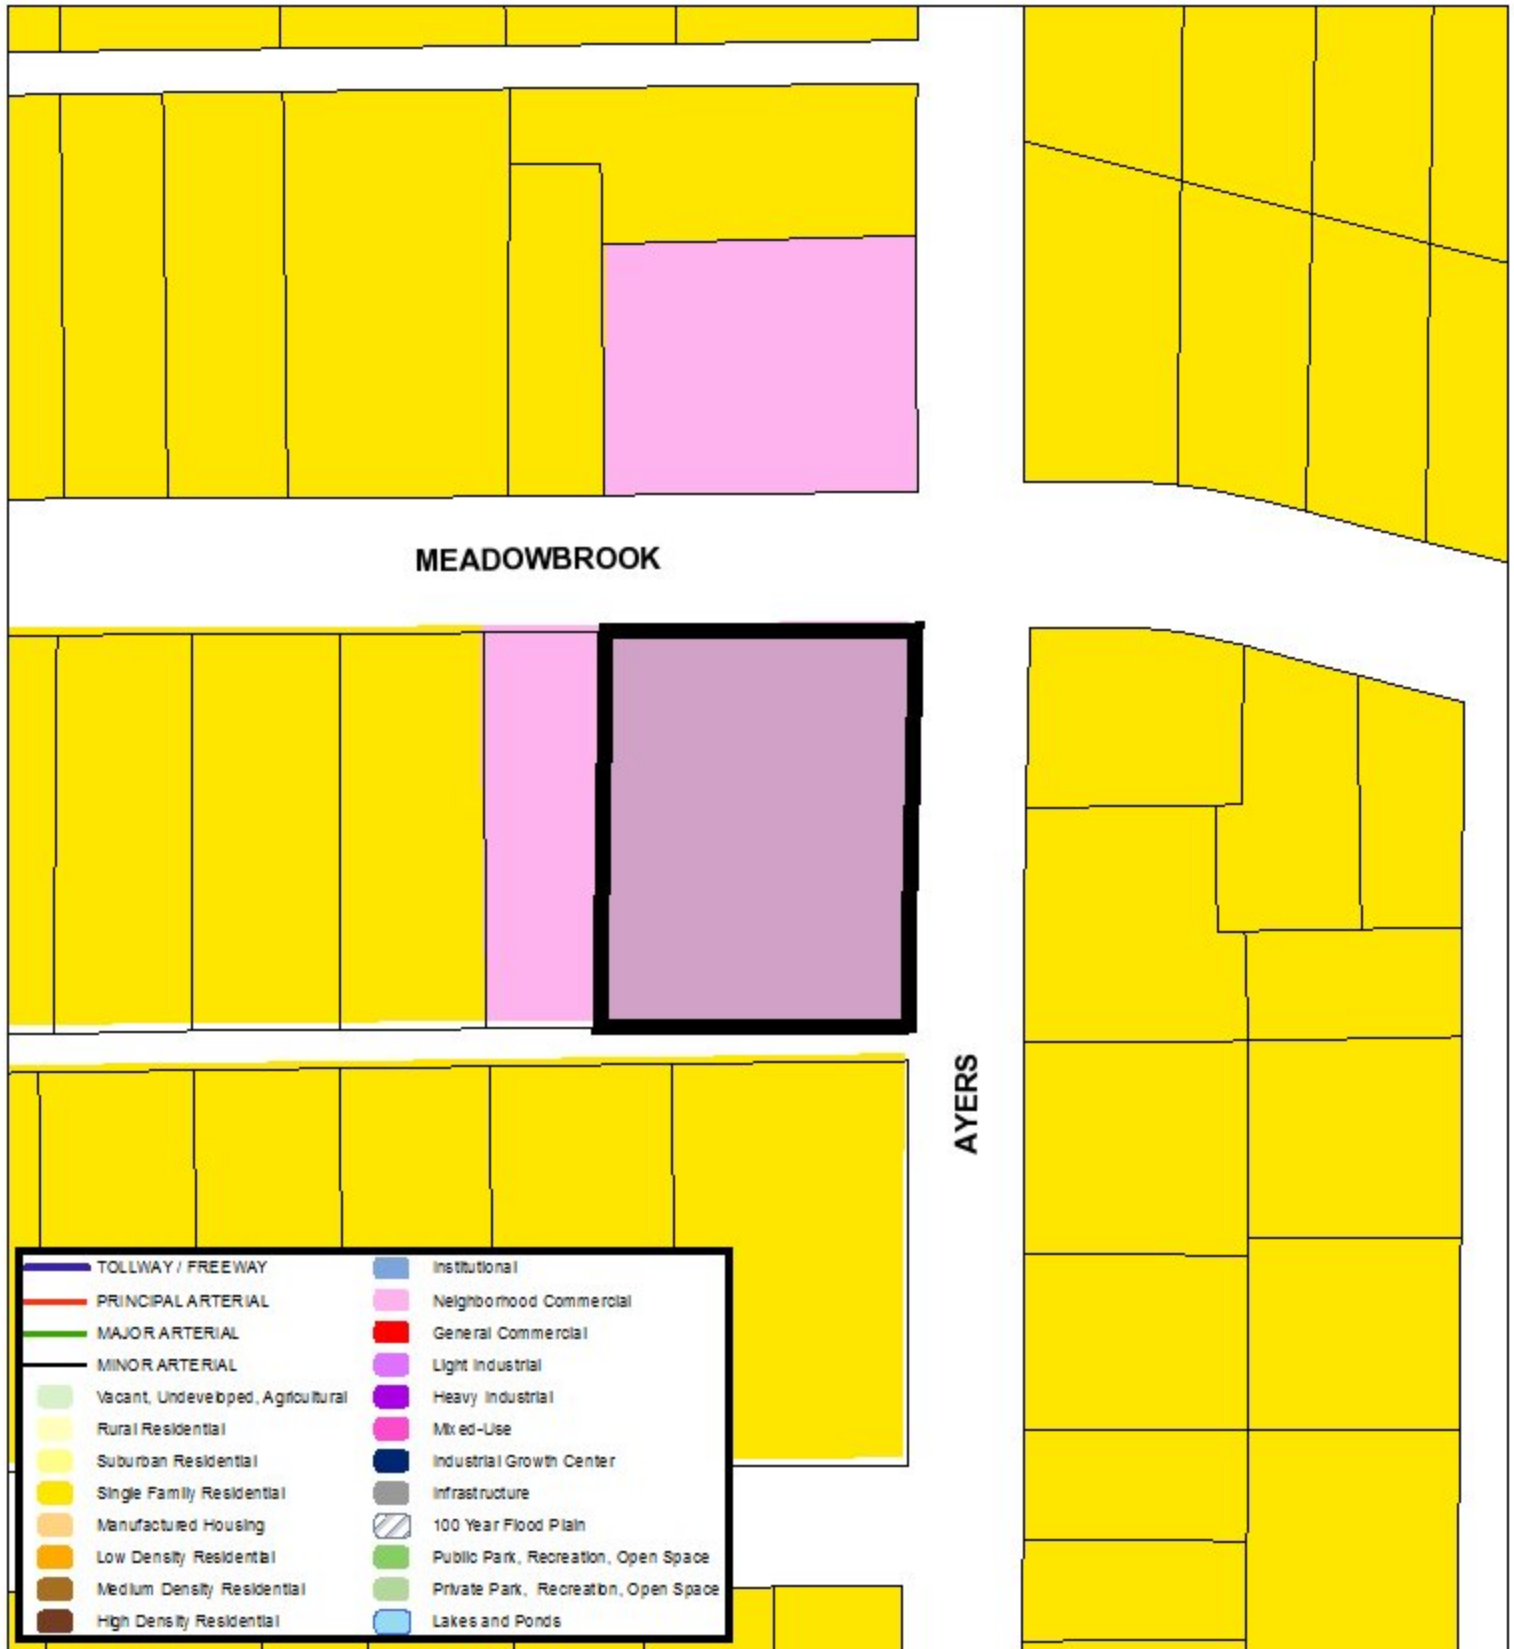 MEADOWBROOK
AYERS
TOLLWAY / FREEWAY
PRINCIPAL ARTERIAL
MAJOR ARTERIAL
MINOR ARTERIAL
Vacant, Undeveloped, Agricultural
Rural Residential
Suburban Residential
Single Family Residential
Manufactured Housing
Low Density Residential
Medium Density Residential
High Density Residential
Institutional
Neighborhood Commercial
General Commercial
Light Industrial
Heavy Industrial
Mixed-Use
Industrial Growth Center
Infrastructure
100 Year Flood Plain
Public Park, Recreation, Open Space
Private Park, Recreation, Open Space
Lakes and Ponds